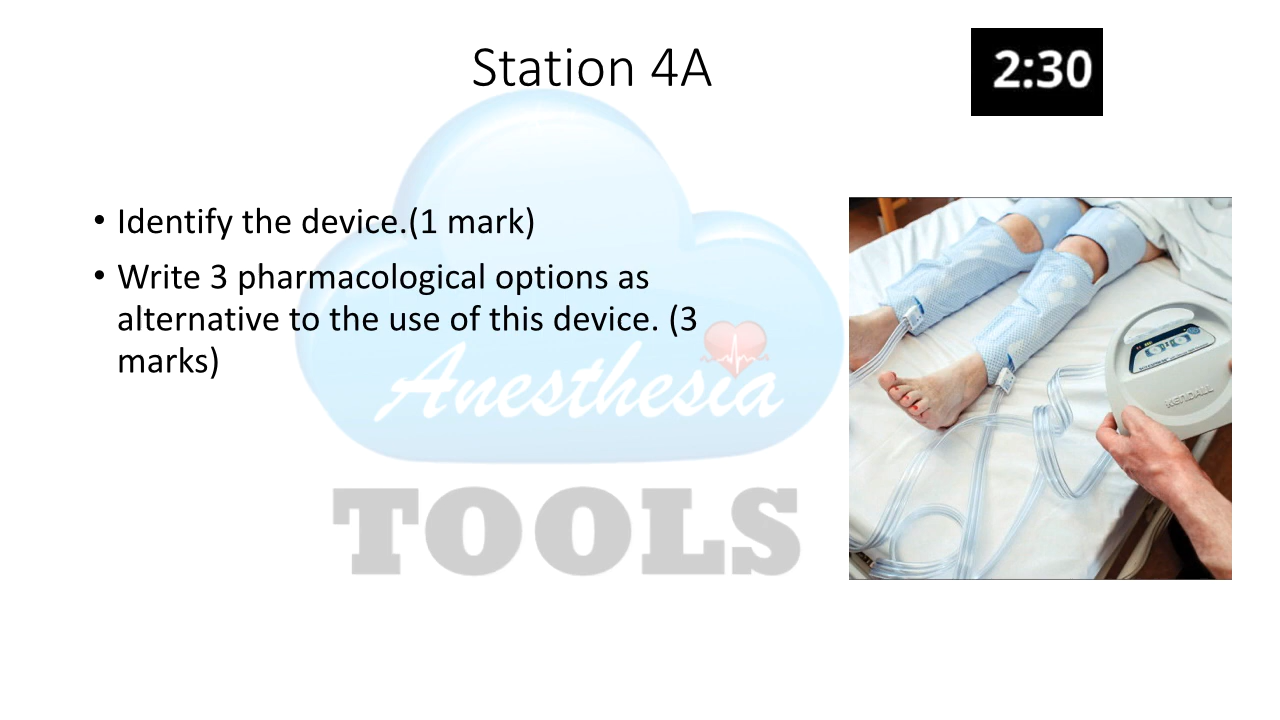 Station 4A
2:30
• Identify the device.(1 mark)
• Write 3 pharmacological options as
alternative to the use of this device. (3
marks)
Anesthesia
TOOLS
KENDALL